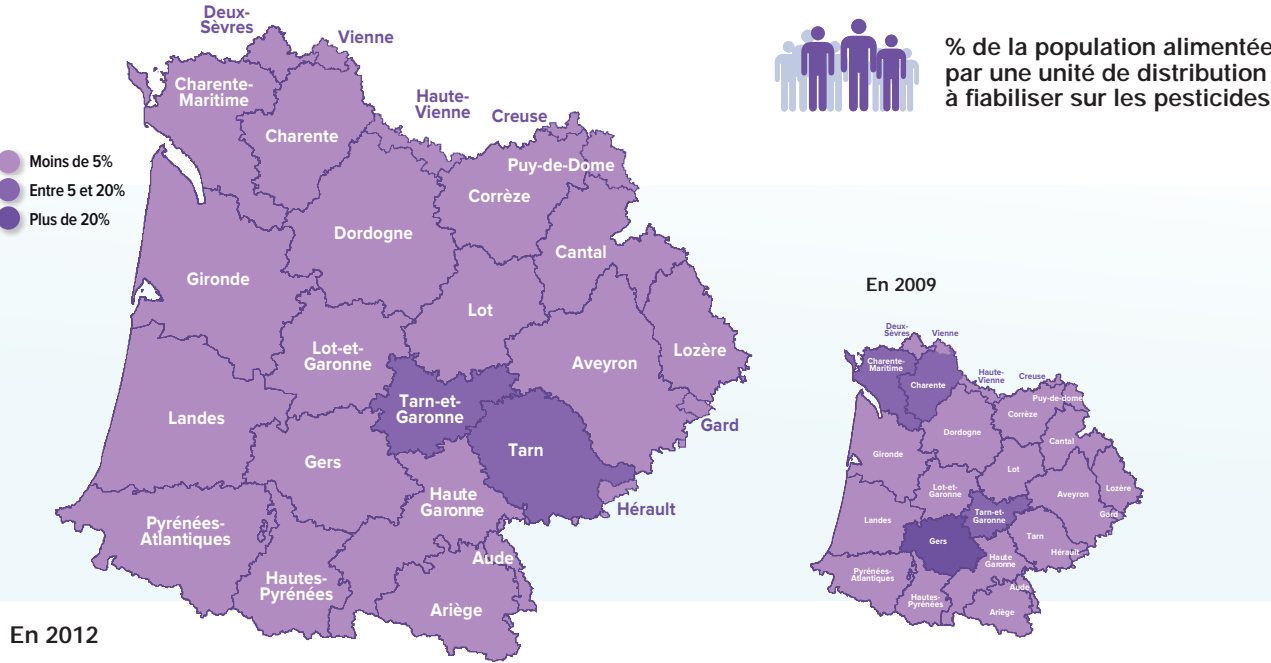 Deux-
Sèvres
Vienne
Charente-
Maritime
Charente
Haute-
Vienne
Creuse
Puy-de-Dome
Corrèze
Dordogne
Cantal
Gironde
Lot
Lot-et-
Garonne
Aveyron
Lozère
Tarn-et-
Garonne
Landes
Gard
Tarn
Gers
Haute
Garonne
Hérault
Pyrénées-
Atlantiques
Aude
Hautes-
Pyrénées
Ariège
Moins de 5%
Entre 5 et 20%
Plus de 20%
En 2012
% de la population alimentée
par une unité de distribution
à fiabiliser sur les pesticides
En 2009
Deux-
Sèvres
Vienne
Charente-
Maritime
Charente
Haute-
Vienne
Creuse
Puy-de-dome
Corrèze
Dordogne
Cantal
Gironde
Lot
Lot-et-
Garonne
Aveyron
Lozère
Tarn-et-
Garonne
Gard
Landes
Tarn
Gers
Hérault
Haute
Garonne
Pyrénées-
Atlantiques
Aude
Hautes-
Pyrénées
Ariège